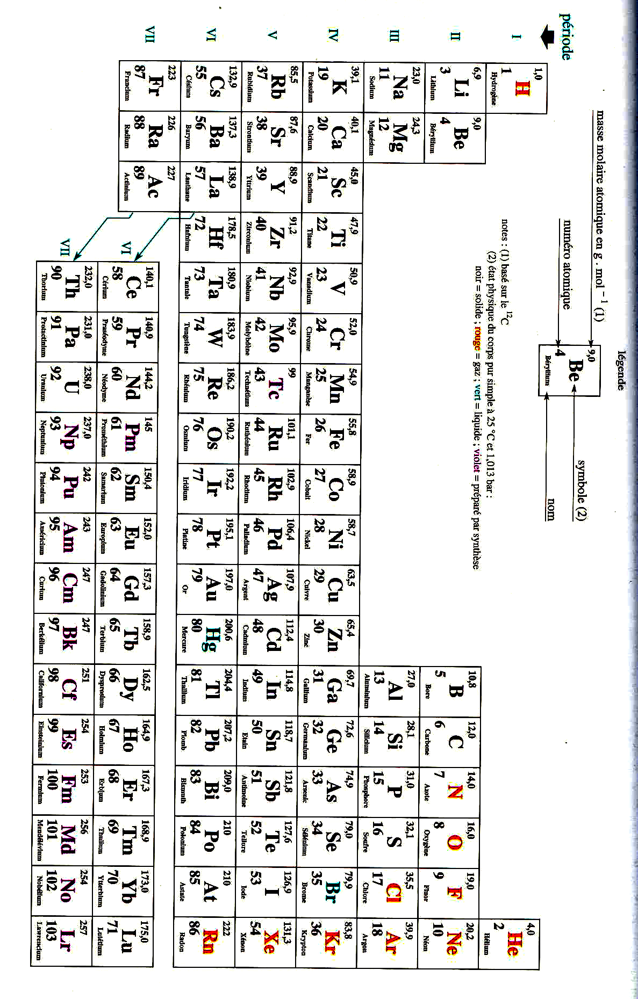 légende
masse molaire atomique en g . mol⁻¹ (1)
numéro atomique
9,0
Be
4
Béryllium
symbole (2)
nom
notes : (1) basé sur le ¹²C
(2) état physique du corps pur simple à 25 °C et 1,013 bar :
noir = solide ; rouge = gaz ; vert = liquide ; violet = préparé par synthèse
période
I
1,0 4,0
H He
1 2
Hydrogène Hélium
II
6,9 9,0 10,8 12,0 14,0 16,0 19,0 20,2
Li Be B C N O F Ne
3 4 5 6 7 8 9 10
Lithium Béryllium Bore Carbone Azote Oxygène Fluor Néon
III
23,0 24,3 27,0 28,1 31,0 32,1 35,5 39,9
Na Mg Al Si P S Cl Ar
11 12 13 14 15 16 17 18
Sodium Magnésium Aluminium Silicium Phosphore Soufre Chlore Argon
IV
39,1 40,1 45,0 47,9 50,9 52,0 54,9 55,8 58,9 58,7 63,5 65,4 69,7 72,6 74,9 79,0 79,9 83,8
K Ca Sc Ti V Cr Mn Fe Co Ni Cu Zn Ga Ge As Se Br Kr
19 20 21 22 23 24 25 26 27 28 29 30 31 32 33 34 35 36
Potassium Calcium Scandium Titane Vanadium Chrome Manganèse Fer Cobalt Nickel Cuivre Zinc Gallium Germanium Arsenic Sélénium Brome Krypton
V
85,5 87,6 88,9 91,2 92,9 95,9 99 101,1 102,9 106,4 107,9 112,4 114,8 118,7 121,8 127,6 126,9 131,3
Rb Sr Y Zr Nb Mo Tc Ru Rh Pd Ag Cd In Sn Sb Te I Xe
37 38 39 40 41 42 43 44 45 46 47 48 49 50 51 52 53 54
Rubidium Strontium Yttrium Zirconium Niobium Molybdène Technétium Ruthénium Rhodium Palladium Argent Cadmium Indium Etain Antimoine Tellure Iode Xénon
VI
132,9 137,3 138,9 178,5 180,9 183,9 186,2 190,2 192,2 195,1 197,0 200,6 204,4 207,2 209,0 210 210 222
Cs Ba La Hf Ta W Re Os Ir Pt Au Hg Tl Pb Bi Po At Rn
55 56 57 72 73 74 75 76 77 78 79 80 81 82 83 84 85 86
Césium Baryum Lanthane Hafnium Tantale Tungstène Rhénium Osmium Iridium Platine Or Mercure Thallium Plomb Bismuth Polonium Astate Radon
VII
223 226 227
Fr Ra Ac
87 88 89
Francium Radium Actinium
VI
140,1 140,9 144,2 145 150,4 152,0 157,3 158,9 162,5 164,9 167,3 168,9 173,0 175,0
Ce Pr Nd Pm Sm Eu Gd Tb Dy Ho Er Tm Yb Lu
58 59 60 61 62 63 64 65 66 67 68 69 70 71
Cérium Praséodyme Néodyme Prométhium Samarium Europium Gadolinium Terbium Dysprosium Holmium Erbium Thulium Ytterbium Lutétium
VII
232,0 231,0 238,0 237,0 242 243 247 247 251 254 253 256 254 257
Th Pa U Np Pu Am Cm Bk Cf Es Fm Md No Lr
90 91 92 93 94 95 96 97 98 99 100 101 102 103
Thorium Protactinium Uranium Neptunium Plutonium Américium Curium Berkélium Californium Einsteinium Fermium Mendélévium Nobélium Lawrencium